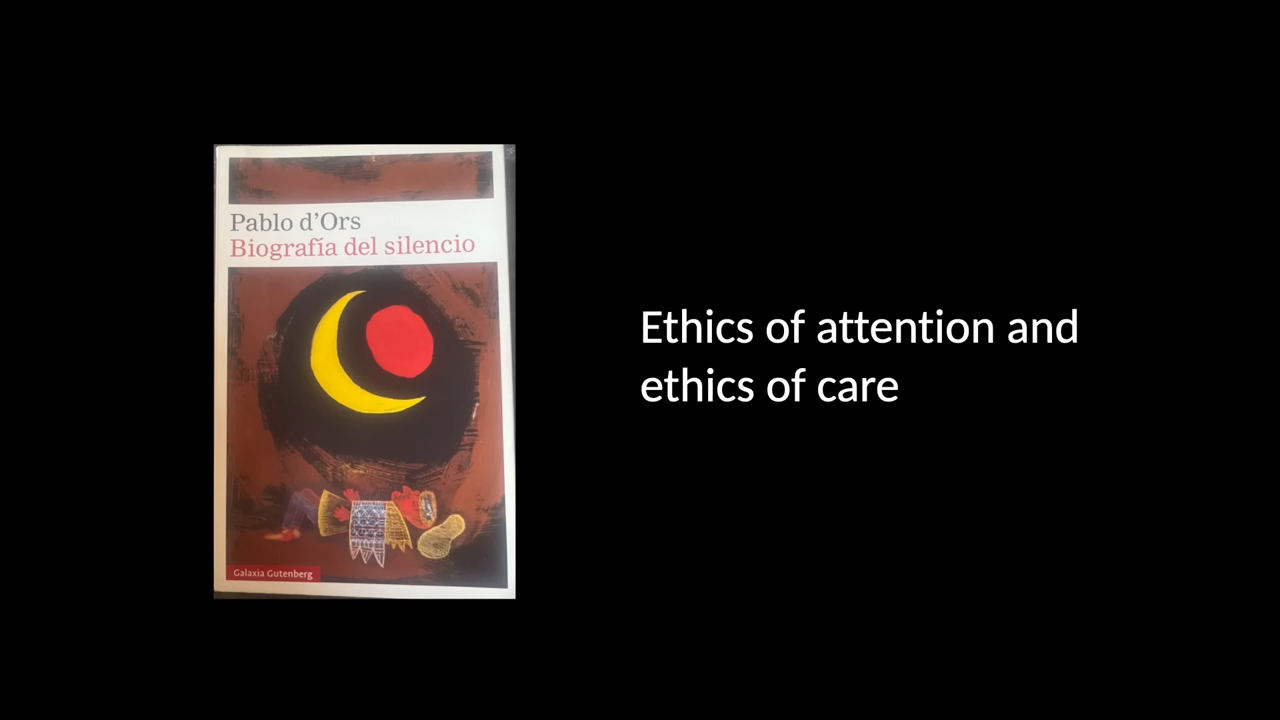 Pablo d'Ors
Biografía del silencio
Galaxia Gutenberg
Ethics of attention and
ethics of care